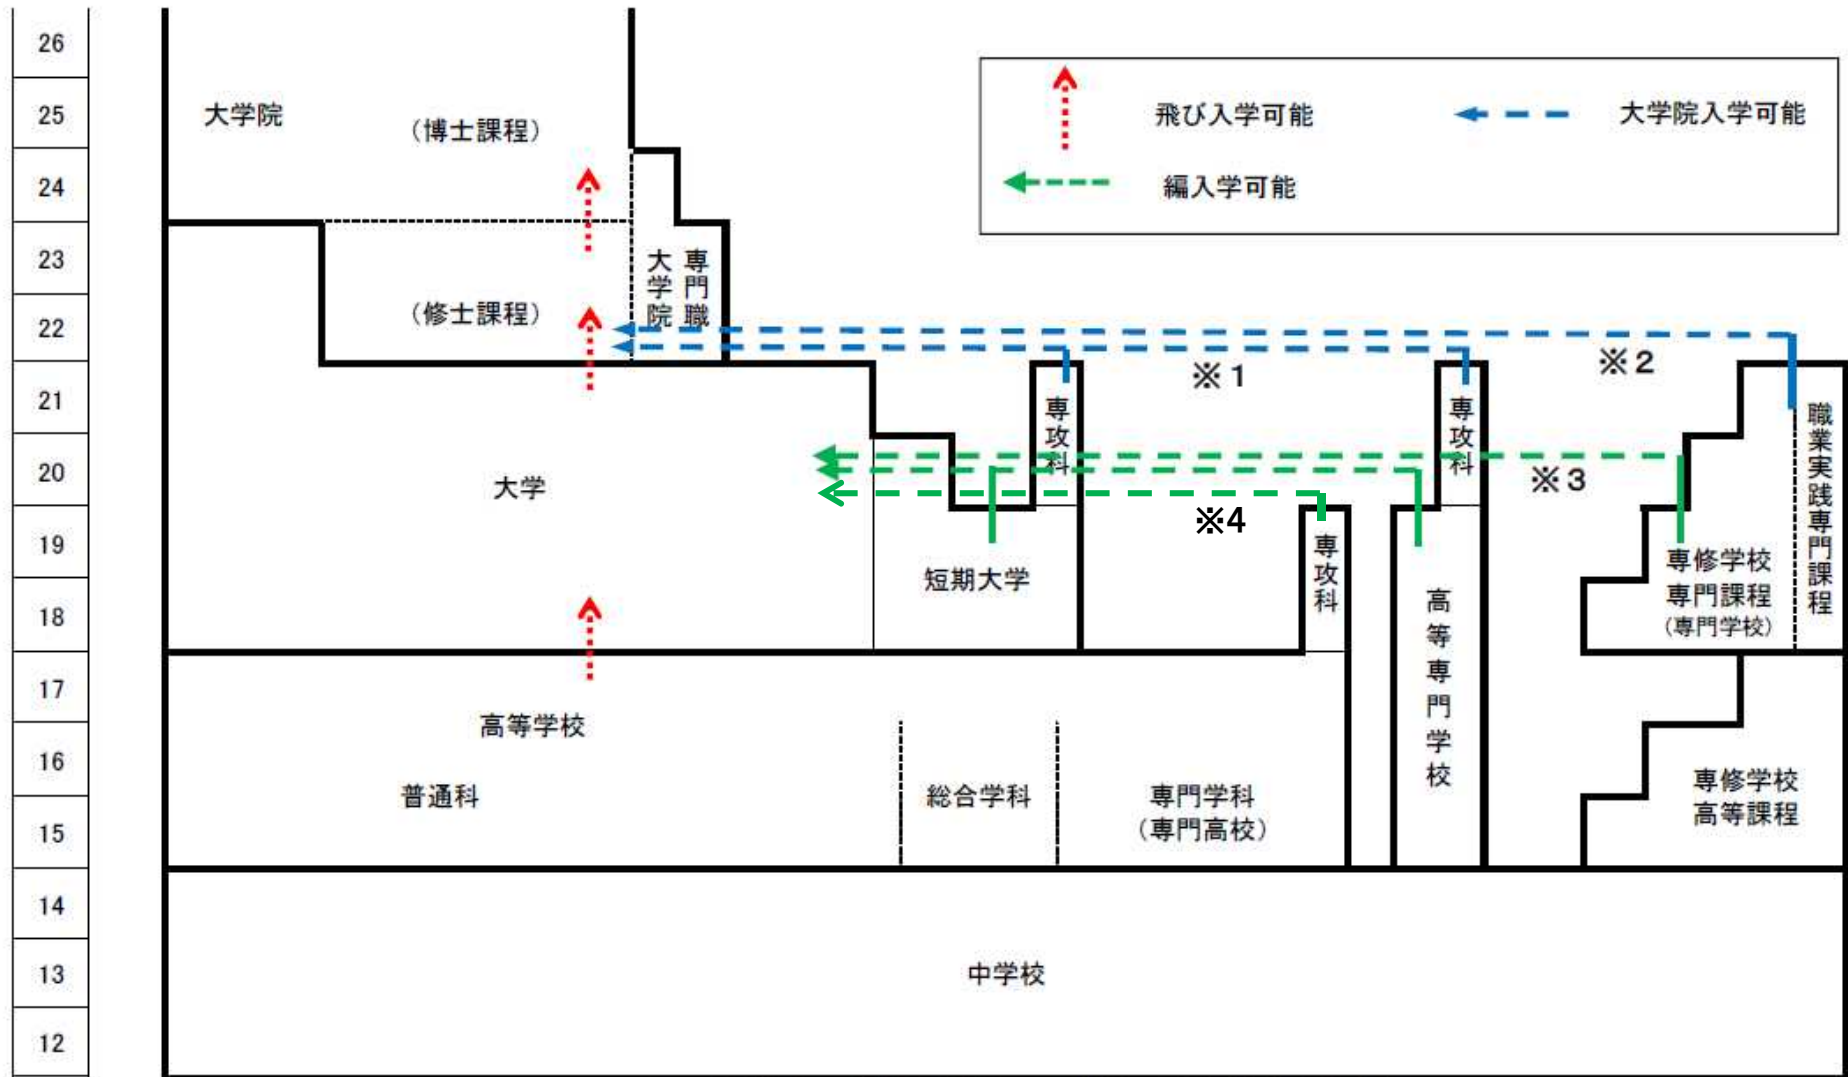 26
25
24
23
22
21
20
19
18
17
16
15
14
13
12
大学院
(博士課程)
飛び入学可能
大学院入学可能
編入学可能
(修士課程)
専門職
大学院
※1
※2
専攻科
専攻科
職業実践専門課程
大学
※3
※4
短期大学
専攻科
高等専門学校
専修学校
専門課程
(専門学校)
高等学校
普通科
総合学科
専門学科
(専門高校)
専修学校
高等課程
中学校